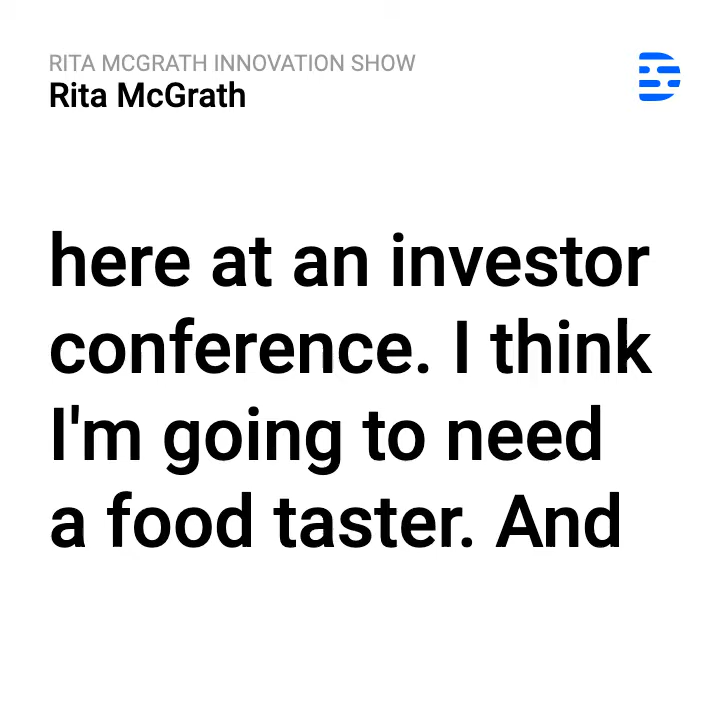 RITA MCGRATH INNOVATION SHOW
Rita McGrath
here at an investor
conference. I think
I'm going to need
a food taster. And